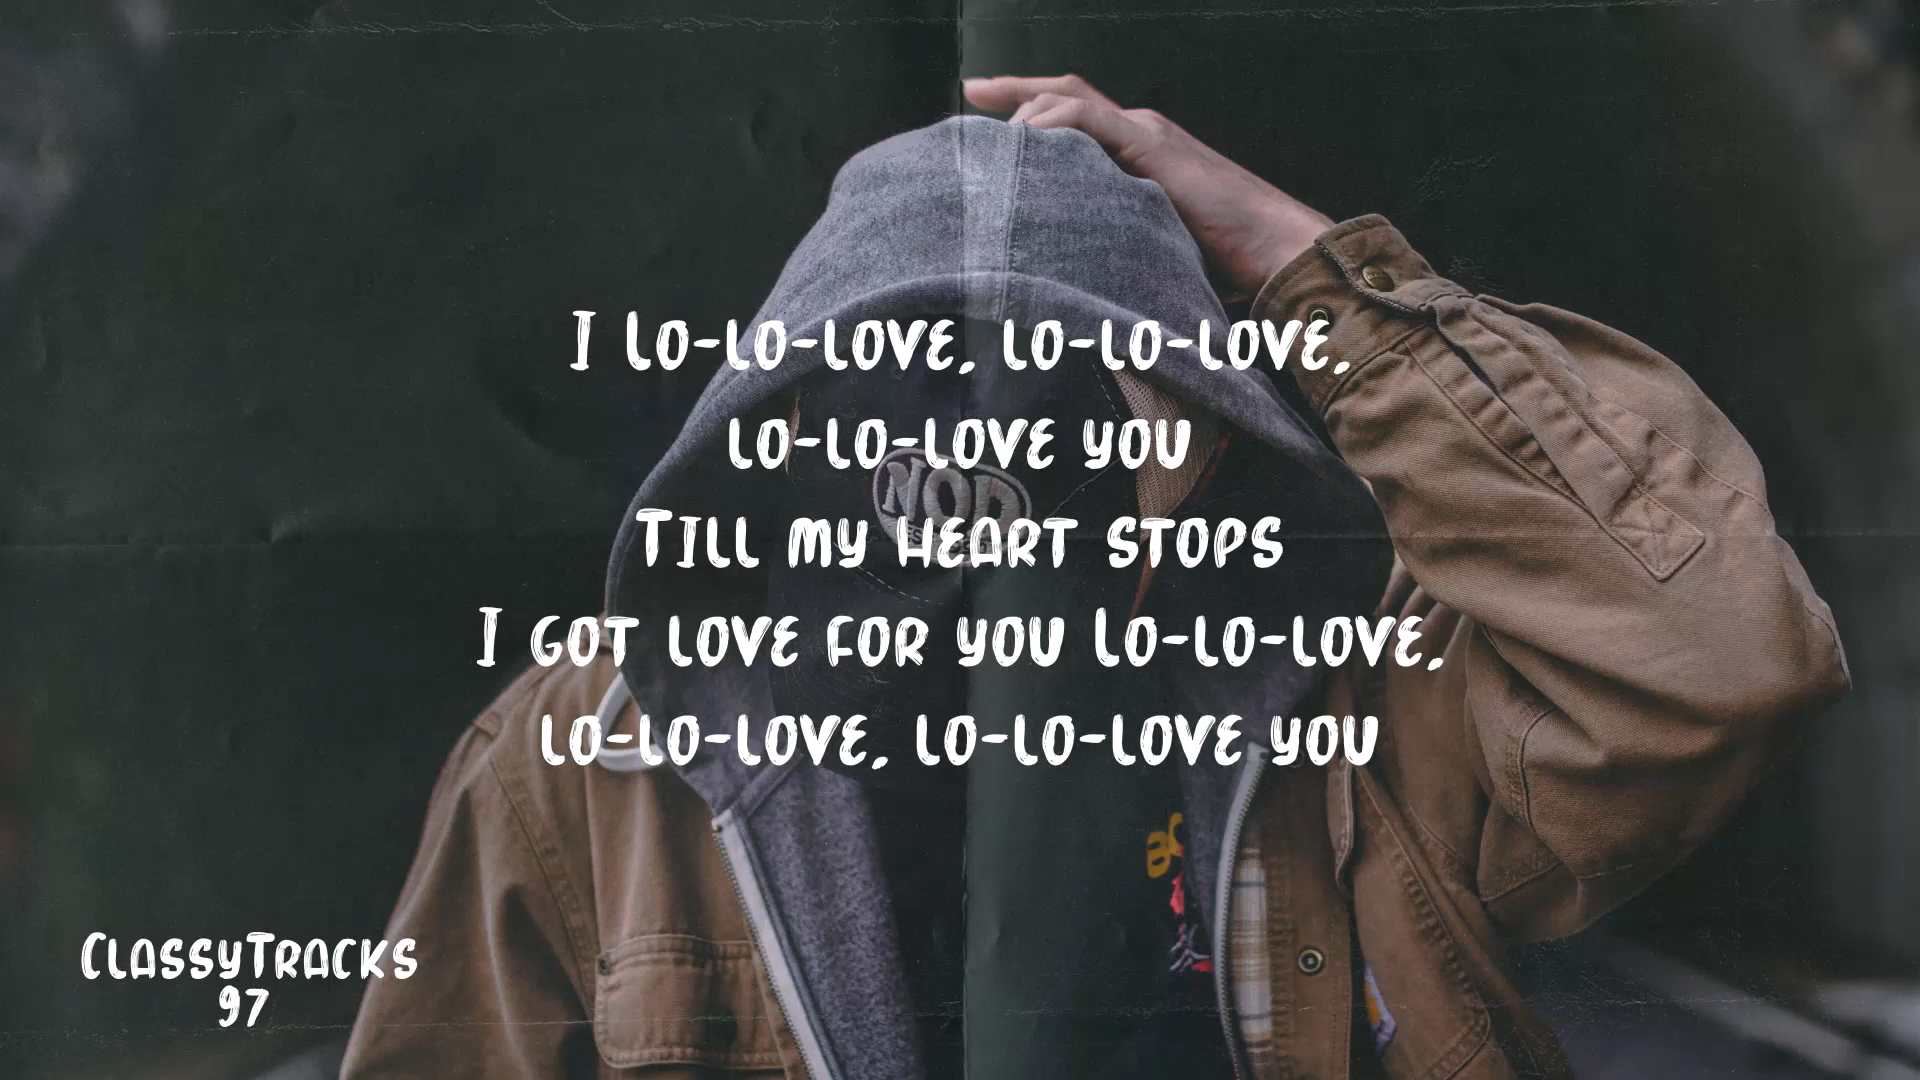 I Lo-lo-love, lo-lo-love,
lo-lo-love you
Till my heart stops
I got love for you Lo-lo-love,
lo-lo-love, lo-lo-love you
NOD
ClassyTracks
97